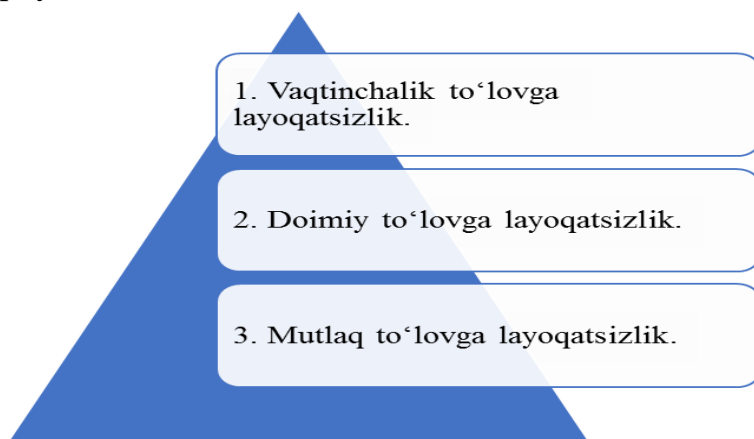 1. Vaqtinchalik to‘lovga
layoqatsizlik.
2. Doimiy to‘lovga layoqatsizlik.
3. Mutlaq to‘lovga layoqatsizlik.